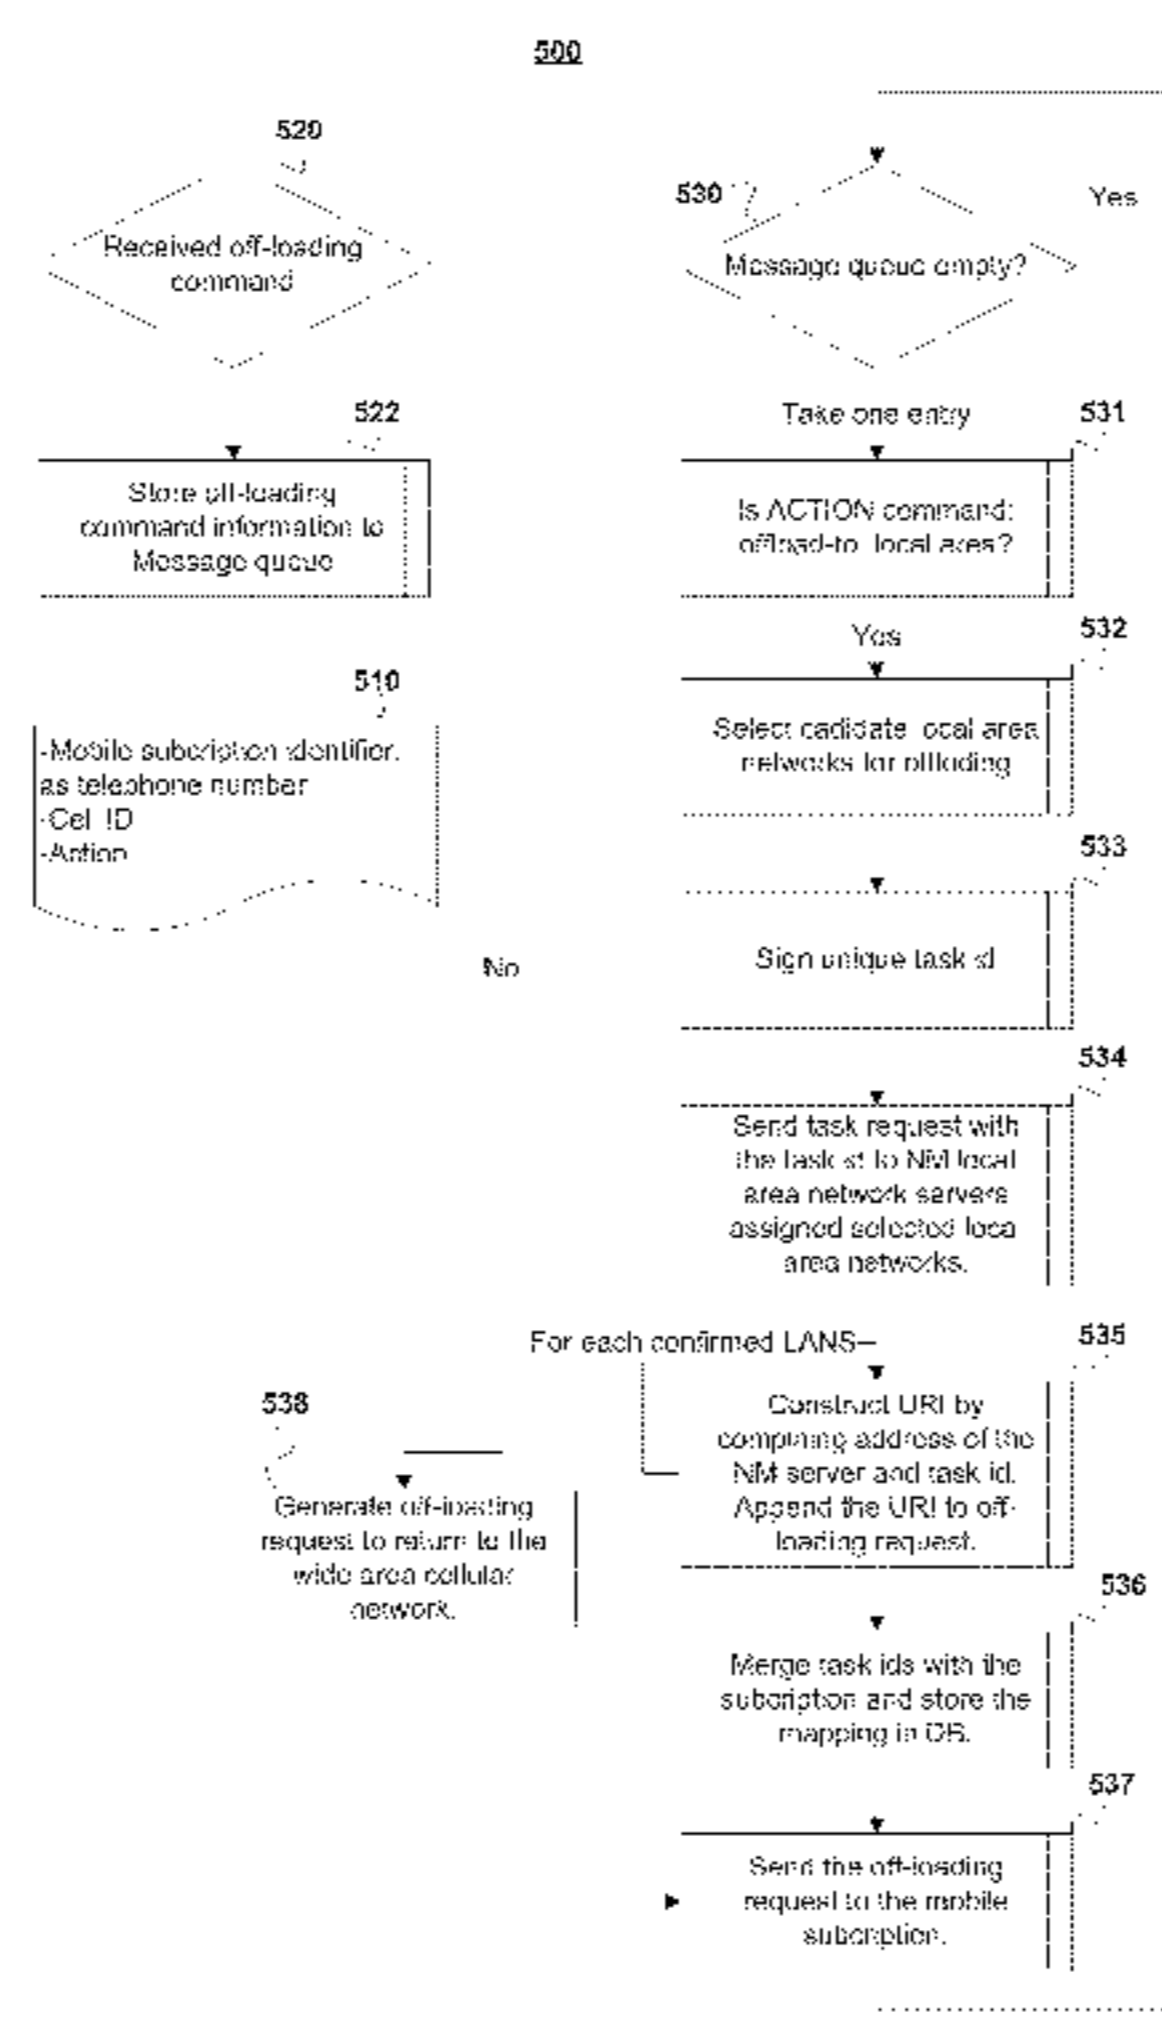 500
520
Received off-loading
command
522
Store off-loading
command information to
Message queue
510
-Mobile subcription identifier,
as telephone number
-Cell ID
-Action
No
530
Yes
Message queue empty?
Take one entry
531
Is ACTION command:
offload-to local area?
Yes
532
Select cadidate local area
networks for offloding
533
Sign unique task id
534
Send task request with
the task id to NM local
area network servers
assigned selected local
area networks.
For each confirmed LANS
535
Construct URI by
combining address of the
NM server and task id.
Append the URI to off-
loading request.
538
Generate off-loading
request to return to the
wide area cellular
network.
536
Merge task ids with the
subcription and store the
mapping in DB.
537
Send the off-loading
request to the mobile
subcription.